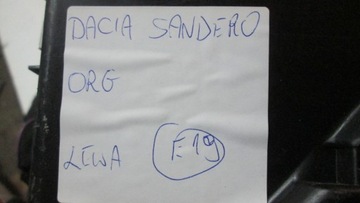 DACIA SANDERO
ORG
LEWA E19